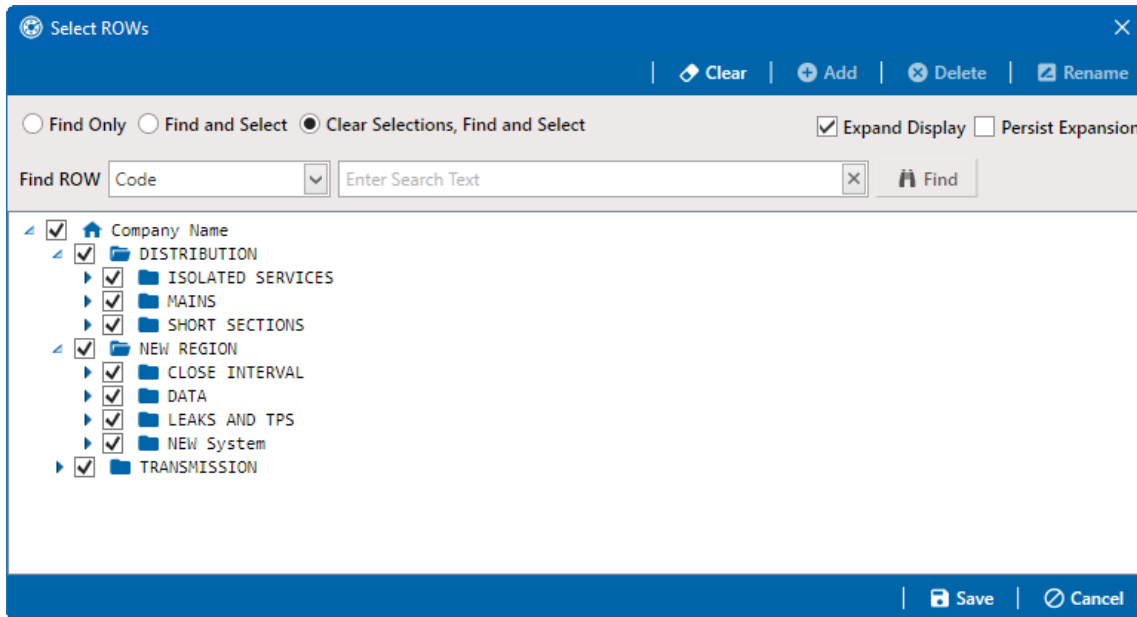 Select ROWs
Clear Add Delete Rename
Find Only Find and Select Clear Selections, Find and Select Expand Display Persist Expansion
Find ROW Code Enter Search Text Find
Company Name
DISTRIBUTION
ISOLATED SERVICES
MAINS
SHORT SECTIONS
NEW REGION
CLOSE INTERVAL
DATA
LEAKS AND TPS
NEW System
TRANSMISSION
Save Cancel